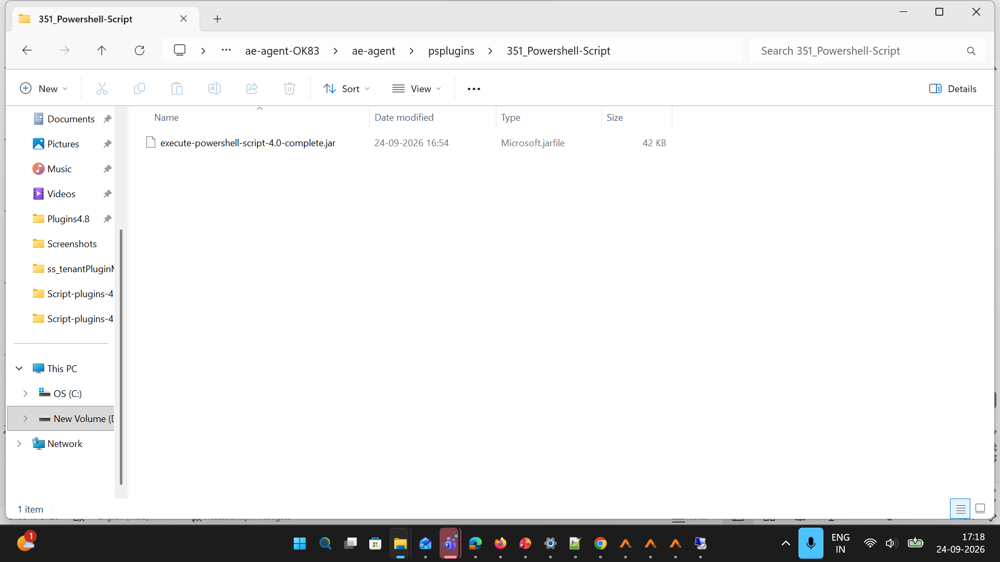 351_Powershell-Script
ae-agent-OK83 ae-agent psplugins 351_Powershell-Script
Search 351_Powershell-Script
New Sort View Details
Name Date modified Type Size
execute-powershell-script-4.0-complete.jar 24-09-2026 16:54 Microsoft.jarfile 42 KB
Documents
Pictures
Music
Videos
Plugins4.8
Screenshots
ss_tenantPlugin
Script-plugins-4
Script-plugins-4
This PC
OS (C:)
New Volume (D
Network
1 item
1
ENG
IN
17:18
24-09-2026